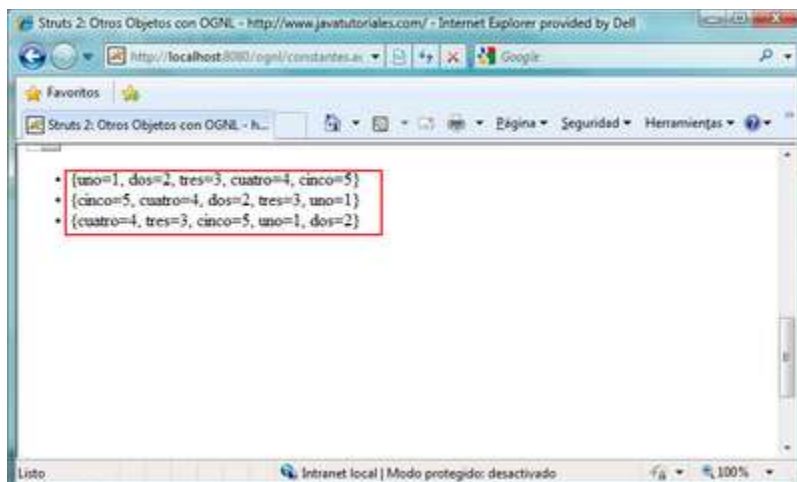 Struts 2: Otros Objetos con OGNL - http://www.javatutoriales.com/ - Internet Explorer provided by Dell
http://localhost:8080/ognl/constantes.ac
Google
Favoritos
Struts 2: Otros Objetos con OGNL - h...
Página
Seguridad
Herramientas
• {uno=1, dos=2, tres=3, cuatro=4, cinco=5}
• {cinco=5, cuatro=4, dos=2, tres=3, uno=1}
• {cuatro=4, tres=3, cinco=5, uno=1, dos=2}
Listo
Intranet local | Modo protegido: desactivado
100%